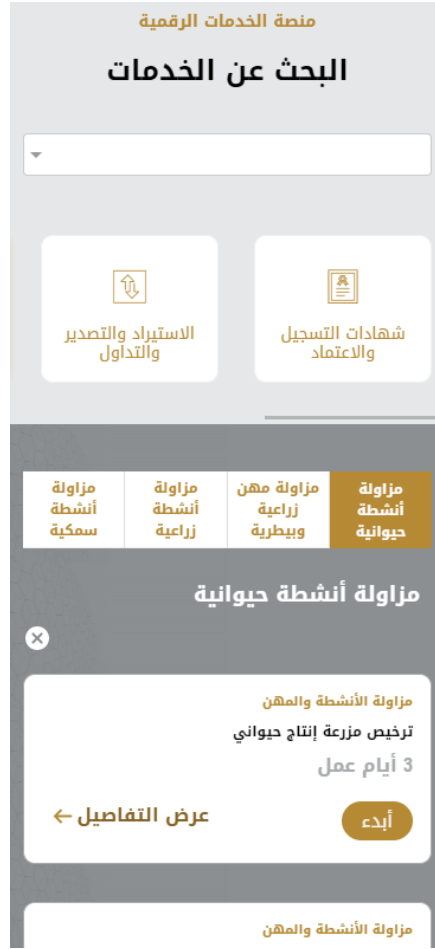 منصة الخدمات الرقمية
البحث عن الخدمات
شهادات التسجيل
والاعتماد
الاستيراد والتصدير
والتداول
مزاولة
أنشطة
حيوانية
مزاولة مهن
زراعية
وبيطرية
مزاولة
أنشطة
زراعية
مزاولة
أنشطة
سمكية
مزاولة أنشطة حيوانية
مزاولة الأنشطة والمهن
ترخيص مزرعة إنتاج حيواني
3 أيام عمل
أبدء
عرض التفاصيل
مزاولة الأنشطة والمهن